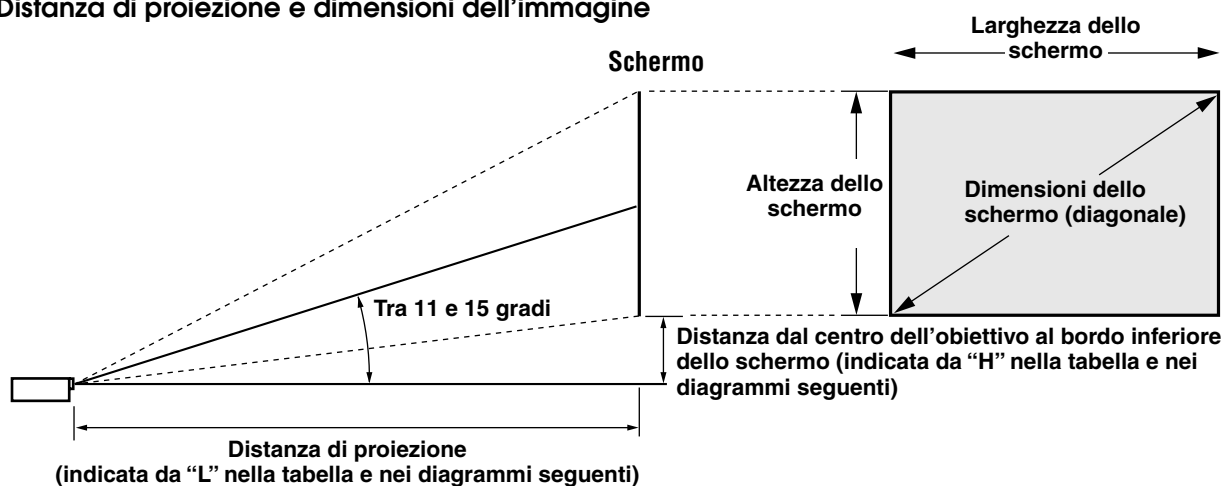 Distanza di proiezione e dimensioni dell'immagine
Larghezza dello
schermo
Schermo
Altezza dello
schermo
Dimensioni dello
schermo (diagonale)
Tra 11 e 15 gradi
Distanza dal centro dell'obiettivo al bordo inferiore
dello schermo (indicata da “H” nella tabella e nei
diagrammi seguenti)
Distanza di proiezione
(indicata da “L” nella tabella e nei diagrammi seguenti)